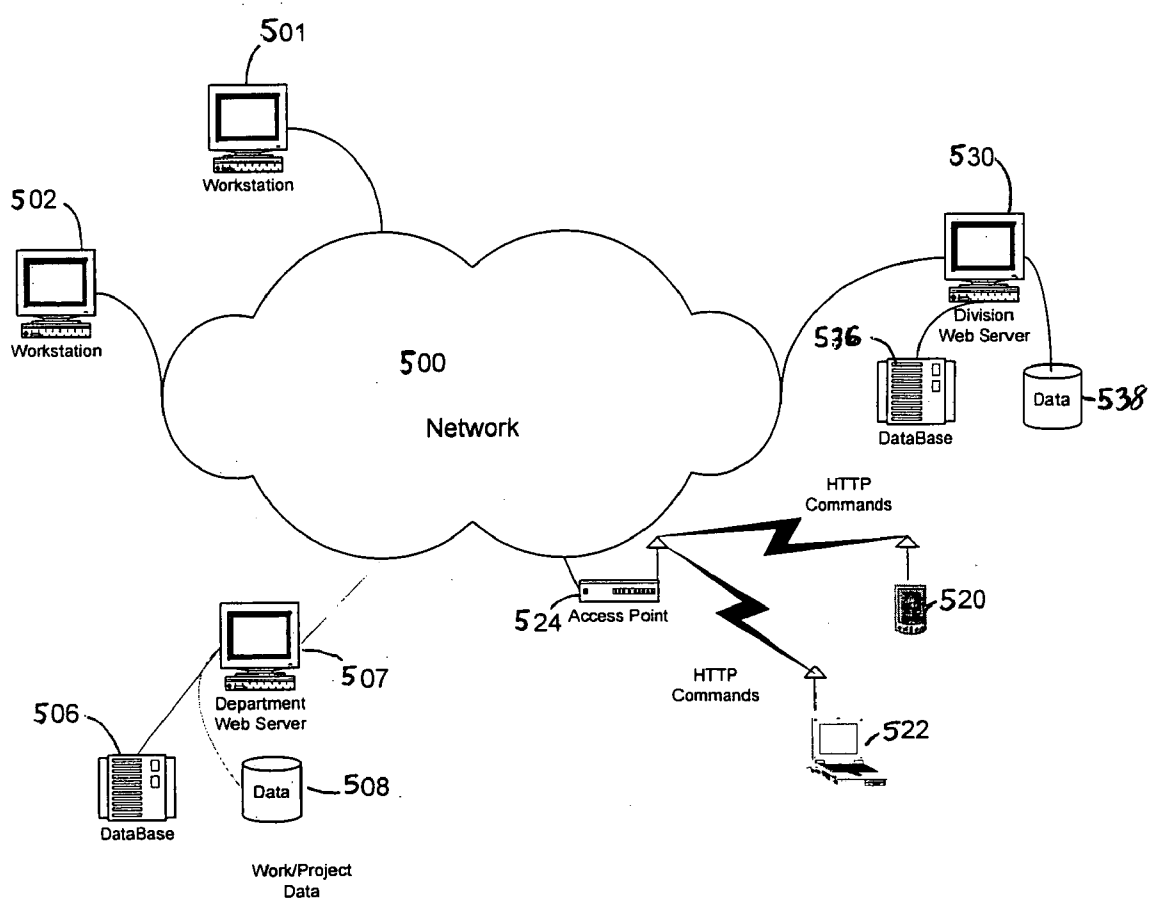 501
Workstation
502
Workstation
530
Division
Web Server
536
DataBase
Data
538
500
Network
HTTP
Commands
524
Access Point
520
507
Department
Web Server
HTTP
Commands
506
522
DataBase
Data
508
Work/Project
Data